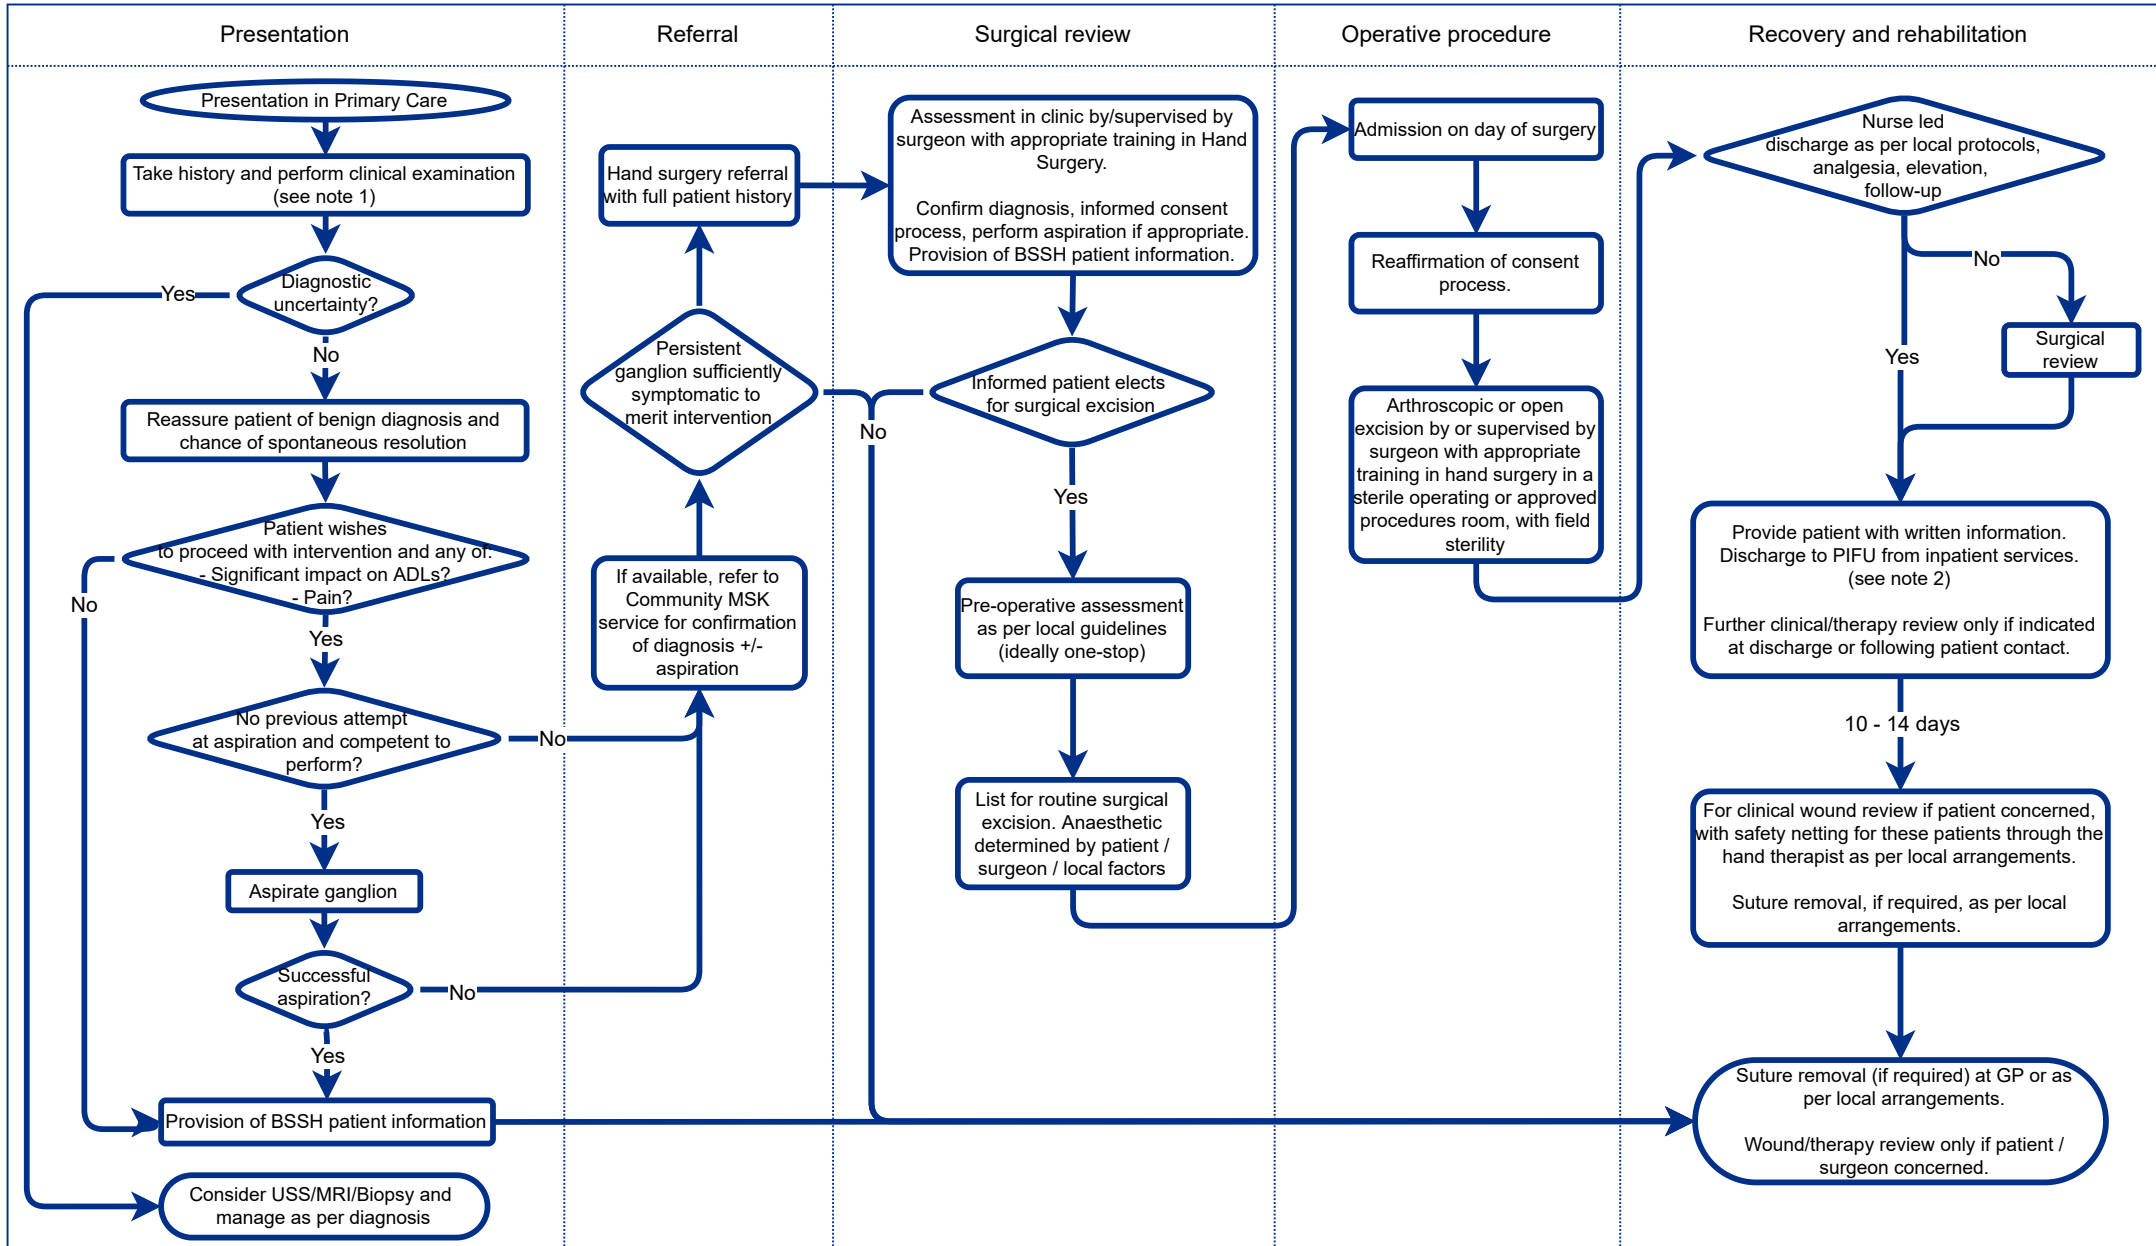 Presentation
Referral
Surgical review
Operative procedure
Recovery and rehabilitation
Presentation in Primary Care
Take history and perform clinical examination
(see note 1)
Diagnostic
uncertainty?
Yes
No
Reassure patient of benign diagnosis and
chance of spontaneous resolution
Patient wishes
to proceed with intervention and any of:
- Significant impact on ADLs?
- Pain?
No
Yes
No previous attempt
at aspiration and competent to
perform?
No
Yes
Aspirate ganglion
Successful
aspiration?
No
Yes
Provision of BSSH patient information
Consider USS/MRI/Biopsy and
manage as per diagnosis
Hand surgery referral
with full patient history
Persistent
ganglion sufficiently
symptomatic to
merit intervention
If available, refer to
Community MSK
service for confirmation
of diagnosis +/-
aspiration
No
Assessment in clinic by/supervised by
surgeon with appropriate training in Hand
Surgery.
Confirm diagnosis, informed consent
process, perform aspiration if appropriate.
Provision of BSSH patient information.
Informed patient elects
for surgical excision
Yes
Pre-operative assessment
as per local guidelines
(ideally one-stop)
List for routine surgical
excision. Anaesthetic
determined by patient /
surgeon / local factors
Admission on day of surgery
Reaffirmation of consent
process.
Arthroscopic or open
excision by or supervised by
surgeon with appropriate
training in hand surgery in a
sterile operating or approved
procedures room, with field
sterility
Nurse led
discharge as per local protocols,
analgesia, elevation,
follow-up
No
Surgical
review
Yes
Provide patient with written information.
Discharge to PIFU from inpatient services.
(see note 2)
Further clinical/therapy review only if indicated
at discharge or following patient contact.
10 - 14 days
For clinical wound review if patient concerned,
with safety netting for these patients through the
hand therapist as per local arrangements.
Suture removal, if required, as per local
arrangements.
Suture removal (if required) at GP or as
per local arrangements.
Wound/therapy review only if patient /
surgeon concerned.